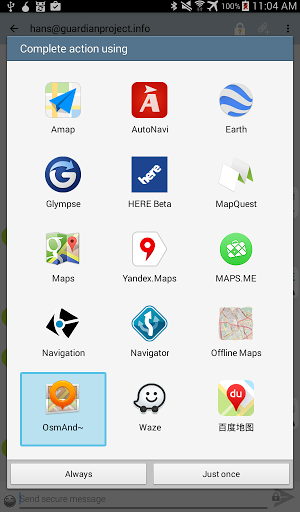 100%
11:04 AM
hans@guardianproject.info
Complete action using
Amap
AutoNavi
Earth
Glympse
here
HERE Beta
MapQuest
Maps
Yandex.Maps
MAPS.ME
Navigation
Navigator
Offline Maps
OsmAnd~
Waze
du
百度地图
Always
Just once
Send secure message